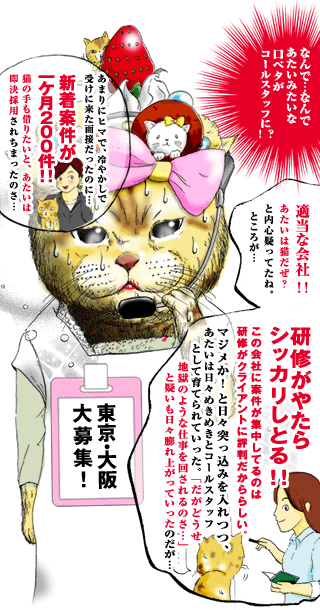 なんで…なんで
あたいみたいな
口ベタが
コールスタッフに！？
あまりにヒマで、冷やかしで
受けに来た面接だったのに…
新着案件が
一ヶ月200件!!
猫の手も借りたいと、あたいは
即決採用されちまったのさ…
適当な会社!!
あたいは猫だぜ？
と内心疑ってたね。
ところが…
研修がやたら
シッカリしとる!!
この会社に案件が集中してるのは
研修がクライアントに評判だかららしい。
マジメか！と日々突っ込みを入れつつ、
あたいは日々めきめきとコールスタッフ
として育てられていった。「だがどうせ
地獄のような仕事を回されるのさ…」
と疑いも日々膨れ上がっていったのだが…
東京・大阪
大募集！